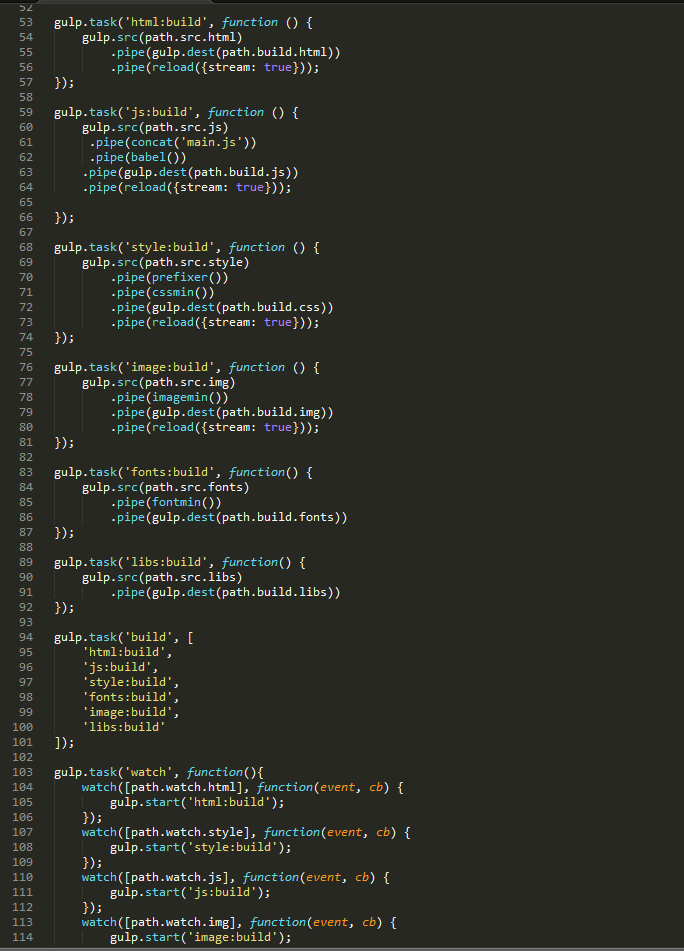 52
53 gulp.task('html:build', function () {
54     gulp.src(path.src.html)
55         .pipe(gulp.dest(path.build.html))
56         .pipe(reload({stream: true}));
57 });
58
59 gulp.task('js:build', function () {
60     gulp.src(path.src.js)
61      .pipe(concat('main.js'))
62      .pipe(babel())
63     .pipe(gulp.dest(path.build.js))
64     .pipe(reload({stream: true}));
65
66 });
67
68 gulp.task('style:build', function () {
69     gulp.src(path.src.style)
70         .pipe(prefixer())
71         .pipe(cssmin())
72         .pipe(gulp.dest(path.build.css))
73         .pipe(reload({stream: true}));
74 });
75
76 gulp.task('image:build', function () {
77     gulp.src(path.src.img)
78         .pipe(imagemin())
79         .pipe(gulp.dest(path.build.img))
80         .pipe(reload({stream: true}));
81 });
82
83 gulp.task('fonts:build', function() {
84     gulp.src(path.src.fonts)
85         .pipe(fontmin())
86         .pipe(gulp.dest(path.build.fonts))
87 });
88
89 gulp.task('libs:build', function() {
90     gulp.src(path.src.libs)
91         .pipe(gulp.dest(path.build.libs))
92 });
93
94 gulp.task('build', [
95     'html:build',
96     'js:build',
97     'style:build',
98     'fonts:build',
99     'image:build',
100     'libs:build'
101 ]);
102
103 gulp.task('watch', function(){
104     watch([path.watch.html], function(event, cb) {
105         gulp.start('html:build');
106     });
107     watch([path.watch.style], function(event, cb) {
108         gulp.start('style:build');
109     });
110     watch([path.watch.js], function(event, cb) {
111         gulp.start('js:build');
112     });
113     watch([path.watch.img], function(event, cb) {
114         gulp.start('image:build');